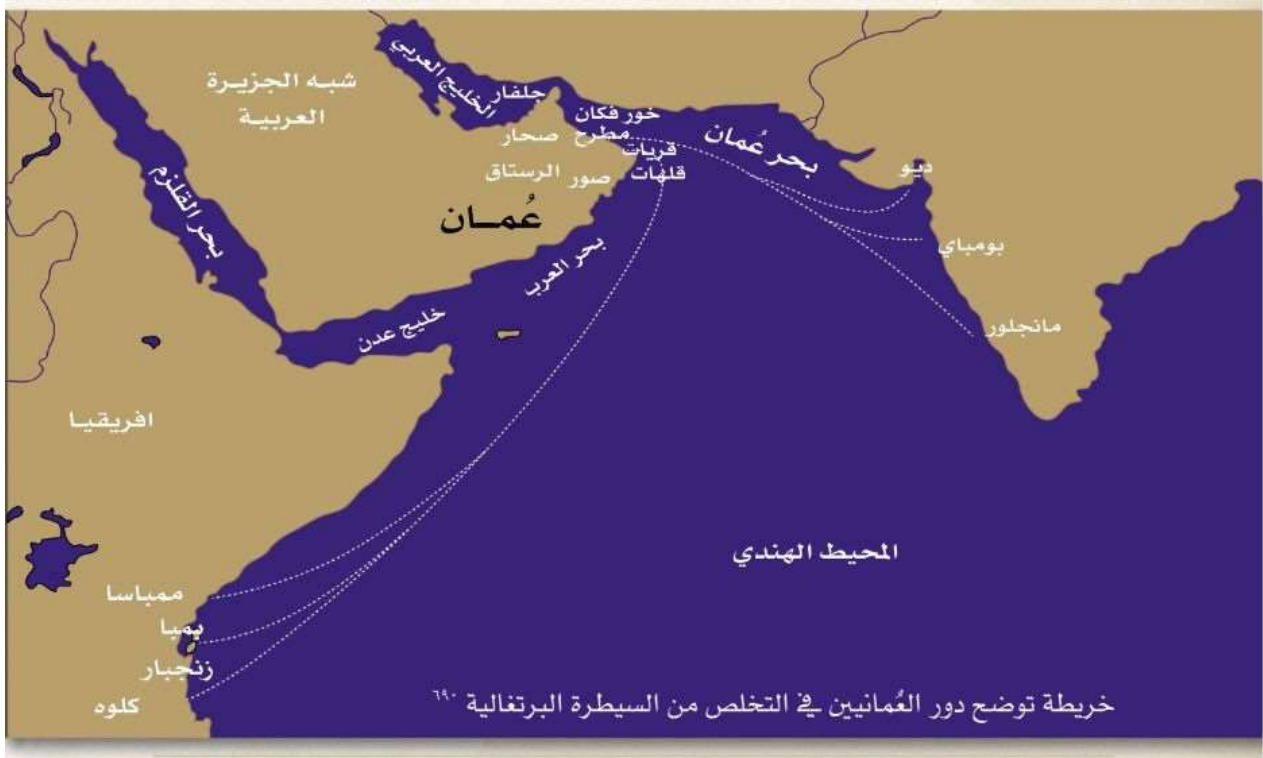 شبه الجزيرة
العربية
الخليج العربي
جلفار
خور فكان
صحار
مطرح
قريات
الرستاق
صور
قلهات
عُمـان
بحر عُمان
ديو
بومباي
مانجلور
بحر القلزم
بحر العرب
خليج عدن
افريقيا
المحيط الهندي
ممباسا
بمبا
زنجبار
كلوه
خريطة توضح دور العُمانيين في التخلص من السيطرة البرتغالية ٦٩٠